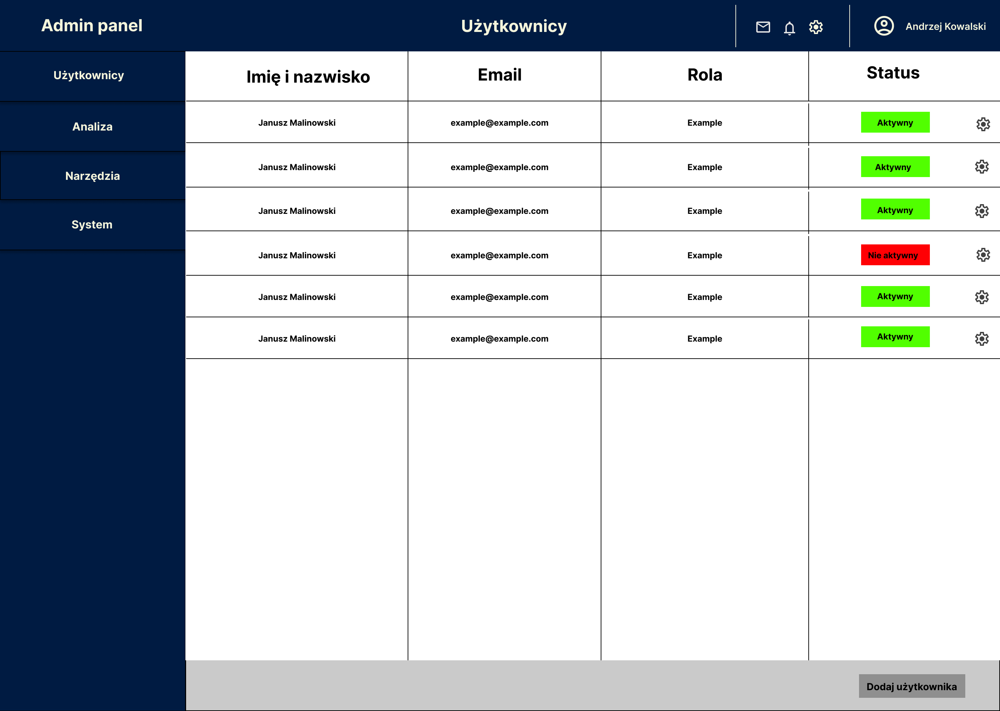 Admin panel
Użytkownicy
Andrzej Kowalski
Użytkownicy
Analiza
Narzędzia
System
Imię i nazwisko Email Rola Status
Janusz Malinowski example@example.com Example Aktywny
Janusz Malinowski example@example.com Example Aktywny
Janusz Malinowski example@example.com Example Aktywny
Janusz Malinowski example@example.com Example Nie aktywny
Janusz Malinowski example@example.com Example Aktywny
Janusz Malinowski example@example.com Example Aktywny
Dodaj użytkownika